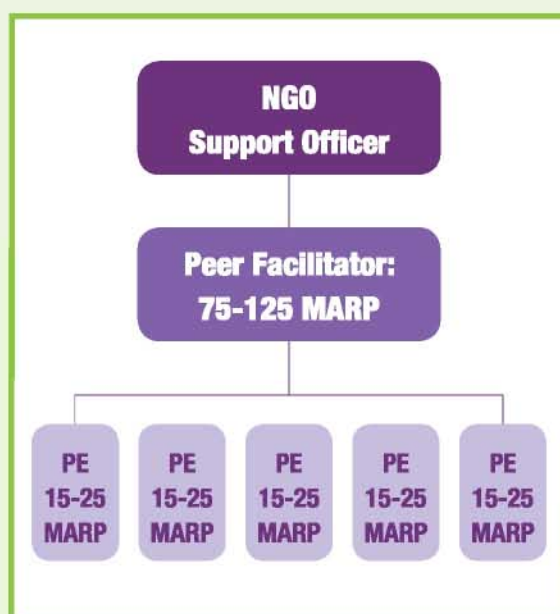 NGO
Support Officer
Peer Facilitator:
75-125 MARP
PE
15-25
MARP
PE
15-25
MARP
PE
15-25
MARP
PE
15-25
MARP
PE
15-25
MARP